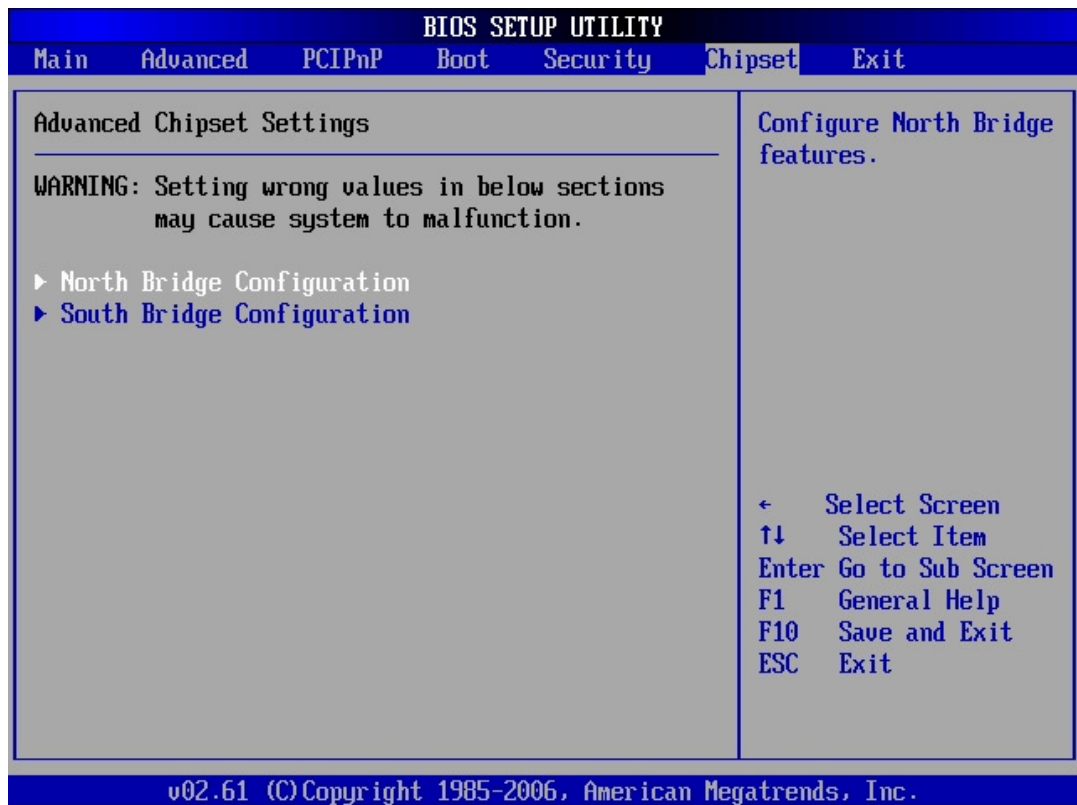 BIOS SETUP UTILITY
Main Advanced PCIPnP Boot Security Chipset Exit
Advanced Chipset Settings
WARNING: Setting wrong values in below sections
may cause system to malfunction.
▶ North Bridge Configuration
▶ South Bridge Configuration
Configure North Bridge
features.
← Select Screen
↑↓ Select Item
Enter Go to Sub Screen
F1 General Help
F10 Save and Exit
ESC Exit
v02.61 (C)Copyright 1985-2006, American Megatrends, Inc.